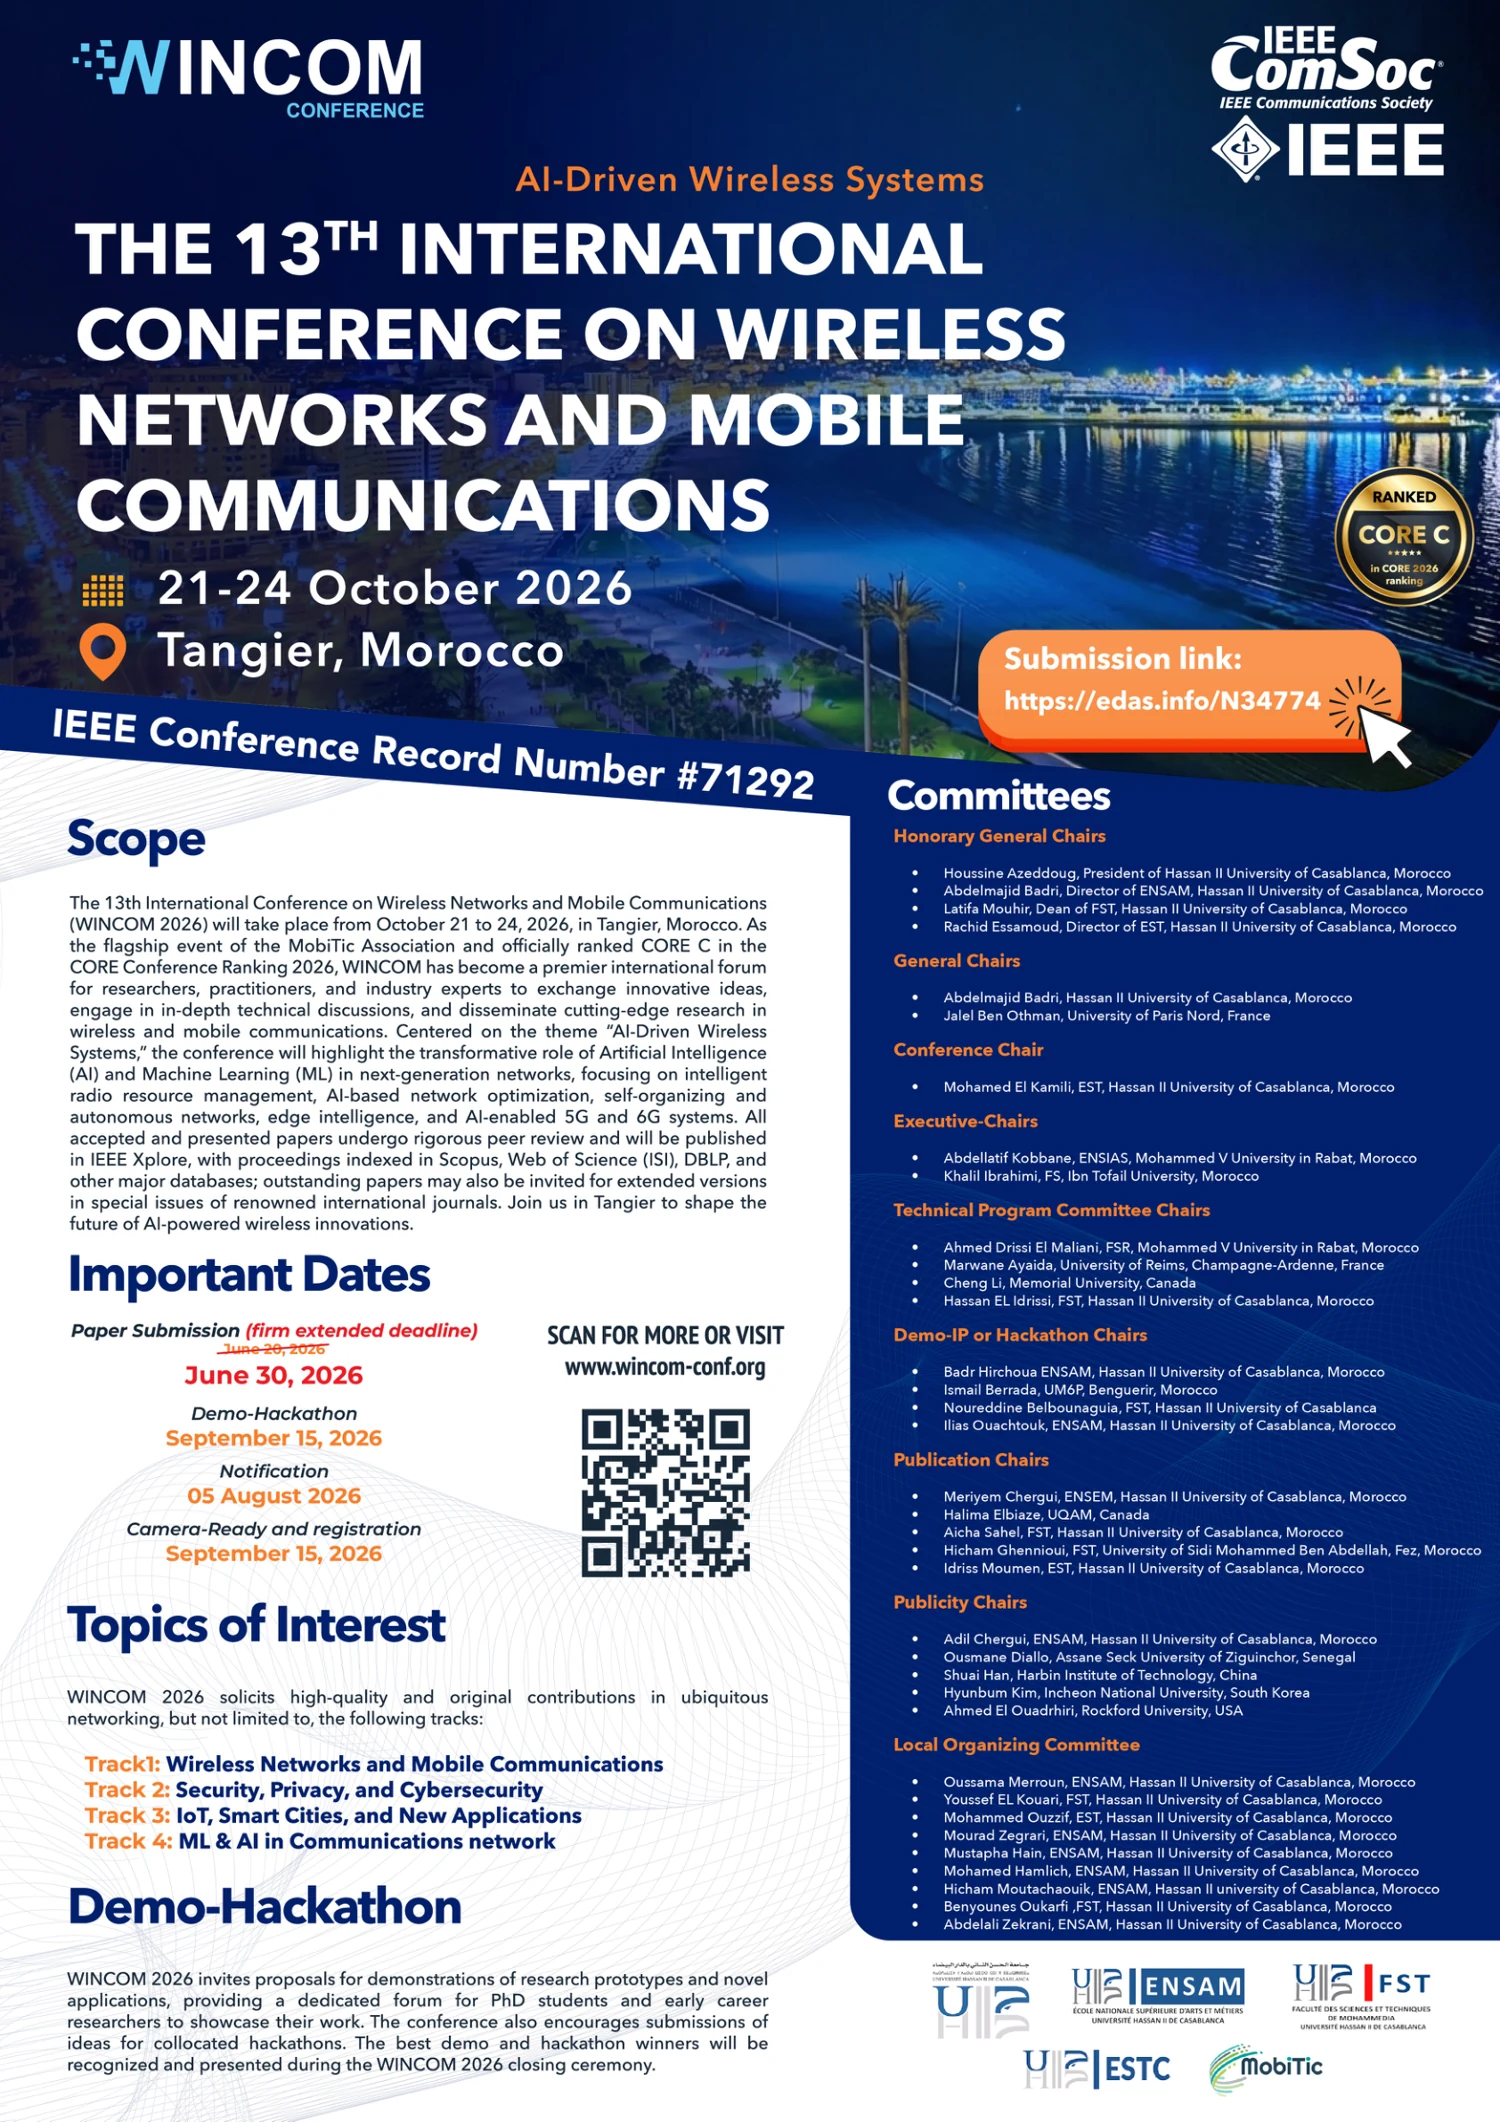 WINCOM
CONFERENCE
IEEE
ComSoc®
IEEE Communications Society
IEEE
AI-Driven Wireless Systems
THE 13TH INTERNATIONAL
CONFERENCE ON WIRELESS
NETWORKS AND MOBILE
COMMUNICATIONS
21-24 October 2026
Tangier, Morocco
RANKED
CORE C
in CORE 2026
ranking
Submission link:
https://edas.info/N34774
IEEE Conference Record Number #71292
Scope
The 13th International Conference on Wireless Networks and Mobile Communications
(WINCOM 2026) will take place from October 21 to 24, 2026, in Tangier, Morocco. As
the flagship event of the MobiTic Association and officially ranked CORE C in the
CORE Conference Ranking 2026, WINCOM has become a premier international forum
for researchers, practitioners, and industry experts to exchange innovative ideas,
engage in in-depth technical discussions, and disseminate cutting-edge research in
wireless and mobile communications. Centered on the theme “AI-Driven Wireless
Systems,” the conference will highlight the transformative role of Artificial Intelligence
(AI) and Machine Learning (ML) in next-generation networks, focusing on intelligent
radio resource management, AI-based network optimization, self-organizing and
autonomous networks, edge intelligence, and AI-enabled 5G and 6G systems. All
accepted and presented papers undergo rigorous peer review and will be published
in IEEE Xplore, with proceedings indexed in Scopus, Web of Science (ISI), DBLP, and
other major databases; outstanding papers may also be invited for extended versions
in special issues of renowned international journals. Join us in Tangier to shape the
future of AI-powered wireless innovations.
Important Dates
Paper Submission (firm extended deadline)
June 20, 2026
June 30, 2026
Demo-Hackathon
September 15, 2026
Notification
05 August 2026
Camera-Ready and registration
September 15, 2026
SCAN FOR MORE OR VISIT
www.wincom-conf.org
Topics of Interest
WINCOM 2026 solicits high-quality and original contributions in ubiquitous
networking, but not limited to, the following tracks:
Track1: Wireless Networks and Mobile Communications
Track 2: Security, Privacy, and Cybersecurity
Track 3: IoT, Smart Cities, and New Applications
Track 4: ML & AI in Communications network
Demo-Hackathon
WINCOM 2026 invites proposals for demonstrations of research prototypes and novel
applications, providing a dedicated forum for PhD students and early career
researchers to showcase their work. The conference also encourages submissions of
ideas for collocated hackathons. The best demo and hackathon winners will be
recognized and presented during the WINCOM 2026 closing ceremony.
Committees
Honorary General Chairs
• Houssine Azeddoug, President of Hassan II University of Casablanca, Morocco
• Abdelmajid Badri, Director of ENSAM, Hassan II University of Casablanca, Morocco
• Latifa Mouhir, Dean of FST, Hassan II University of Casablanca, Morocco
• Rachid Essamoud, Director of EST, Hassan II University of Casablanca, Morocco
General Chairs
• Abdelmajid Badri, Hassan II University of Casablanca, Morocco
• Jalel Ben Othman, University of Paris Nord, France
Conference Chair
• Mohamed El Kamili, EST, Hassan II University of Casablanca, Morocco
Executive-Chairs
• Abdellatif Kobbane, ENSIAS, Mohammed V University in Rabat, Morocco
• Khalil Ibrahimi, FS, Ibn Tofail University, Morocco
Technical Program Committee Chairs
• Ahmed Drissi El Maliani, FSR, Mohammed V University in Rabat, Morocco
• Marwane Ayaida, University of Reims, Champagne-Ardenne, France
• Cheng Li, Memorial University, Canada
• Hassan EL Idrissi, FST, Hassan II University of Casablanca, Morocco
Demo-IP or Hackathon Chairs
• Badr Hirchoua ENSAM, Hassan II University of Casablanca, Morocco
• Ismail Berrada, UM6P, Benguerir, Morocco
• Noureddine Belbounaguia, FST, Hassan II University of Casablanca
• Ilias Ouachtouk, ENSAM, Hassan II University of Casablanca, Morocco
Publication Chairs
• Meriyem Chergui, ENSEM, Hassan II University of Casablanca, Morocco
• Halima Elbiaze, UQAM, Canada
• Aicha Sahel, FST, Hassan II University of Casablanca, Morocco
• Hicham Ghennioui, FST, University of Sidi Mohammed Ben Abdellah, Fez, Morocco
• Idriss Moumen, EST, Hassan II University of Casablanca, Morocco
Publicity Chairs
• Adil Chergui, ENSAM, Hassan II University of Casablanca, Morocco
• Ousmane Diallo, Assane Seck University of Ziguinchor, Senegal
• Shuai Han, Harbin Institute of Technology, China
• Hyunbum Kim, Incheon National University, South Korea
• Ahmed El Ouadrhiri, Rockford University, USA
Local Organizing Committee
• Oussama Merroun, ENSAM, Hassan II University of Casablanca, Morocco
• Youssef EL Kouari, FST, Hassan II University of Casablanca, Morocco
• Mohammed Ouzzif, EST, Hassan II University of Casablanca, Morocco
• Mourad Zegrari, ENSAM, Hassan II University of Casablanca, Morocco
• Mustapha Hain, ENSAM, Hassan II University of Casablanca, Morocco
• Mohamed Hamlich, ENSAM, Hassan II University of Casablanca, Morocco
• Hicham Moutachaouik, ENSAM, Hassan II university of Casablanca, Morocco
• Benyounes Oukarfi ,FST, Hassan II University of Casablanca, Morocco
• Abdelali Zekrani, ENSAM, Hassan II University of Casablanca, Morocco
جامعة الحسن الثاني بالدار البيضاء
UNIVERSITÉ HASSAN II DE CASABLANCA
ENSAM
ÉCOLE NATIONALE SUPÉRIEURE D'ARTS ET MÉTIERS
UNIVERSITÉ HASSAN II DE CASABLANCA
FST
FACULTÉ DES SCIENCES ET TECHNIQUES
DE MOHAMMEDIA
UNIVERSITÉ HASSAN II DE CASABLANCA
ESTC
MobiTic